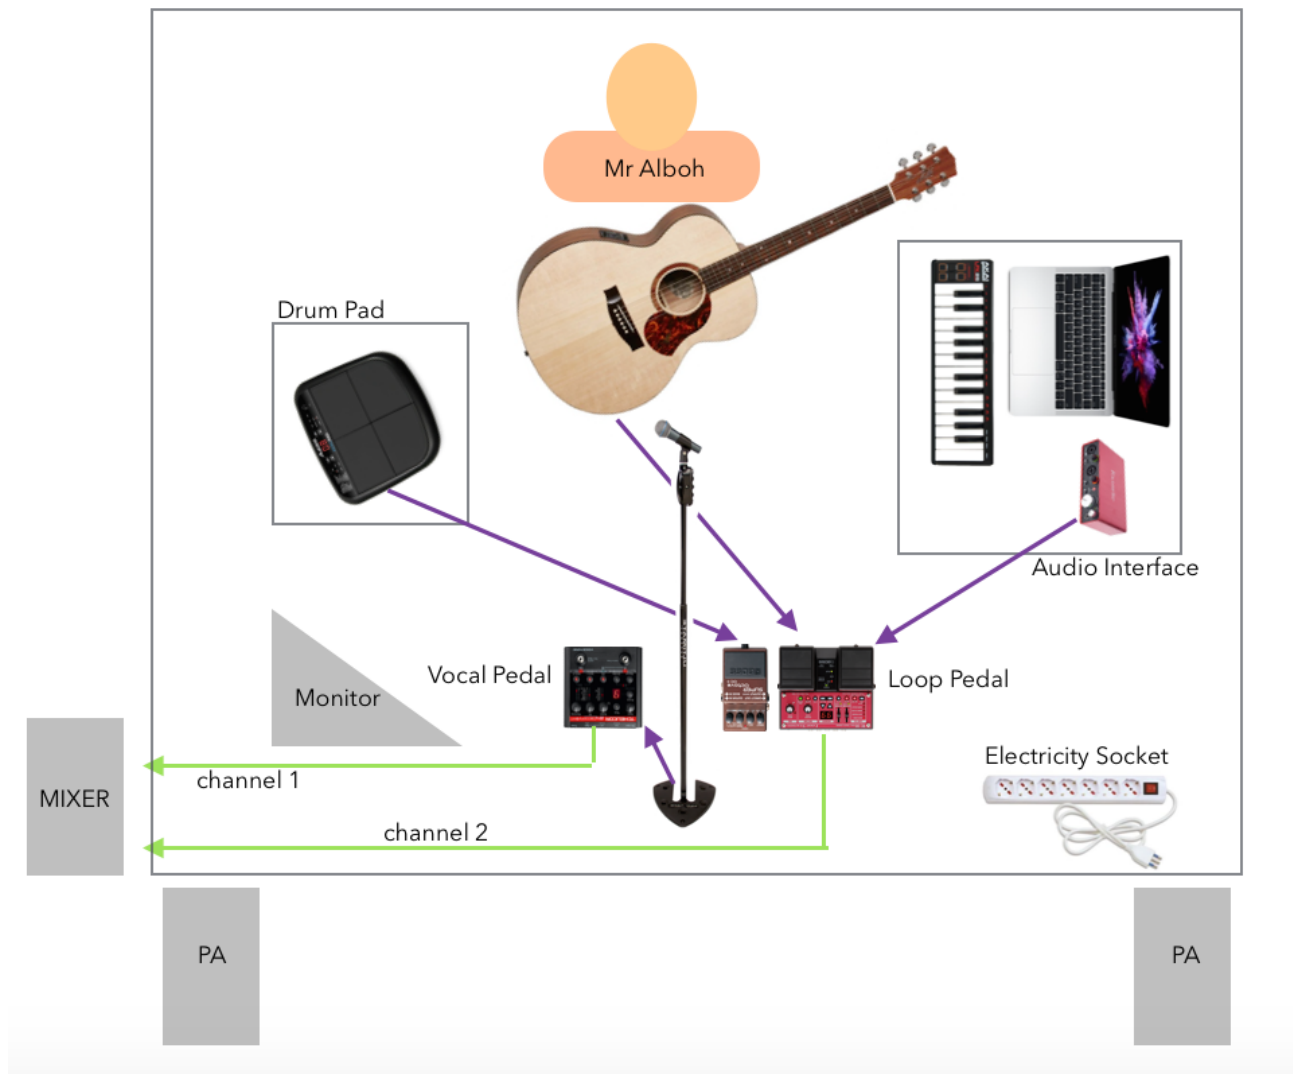 Mr Alboh
Drum Pad
Audio Interface
Vocal Pedal
Loop Pedal
Monitor
Electricity Socket
MIXER
channel 1
channel 2
PA
PA